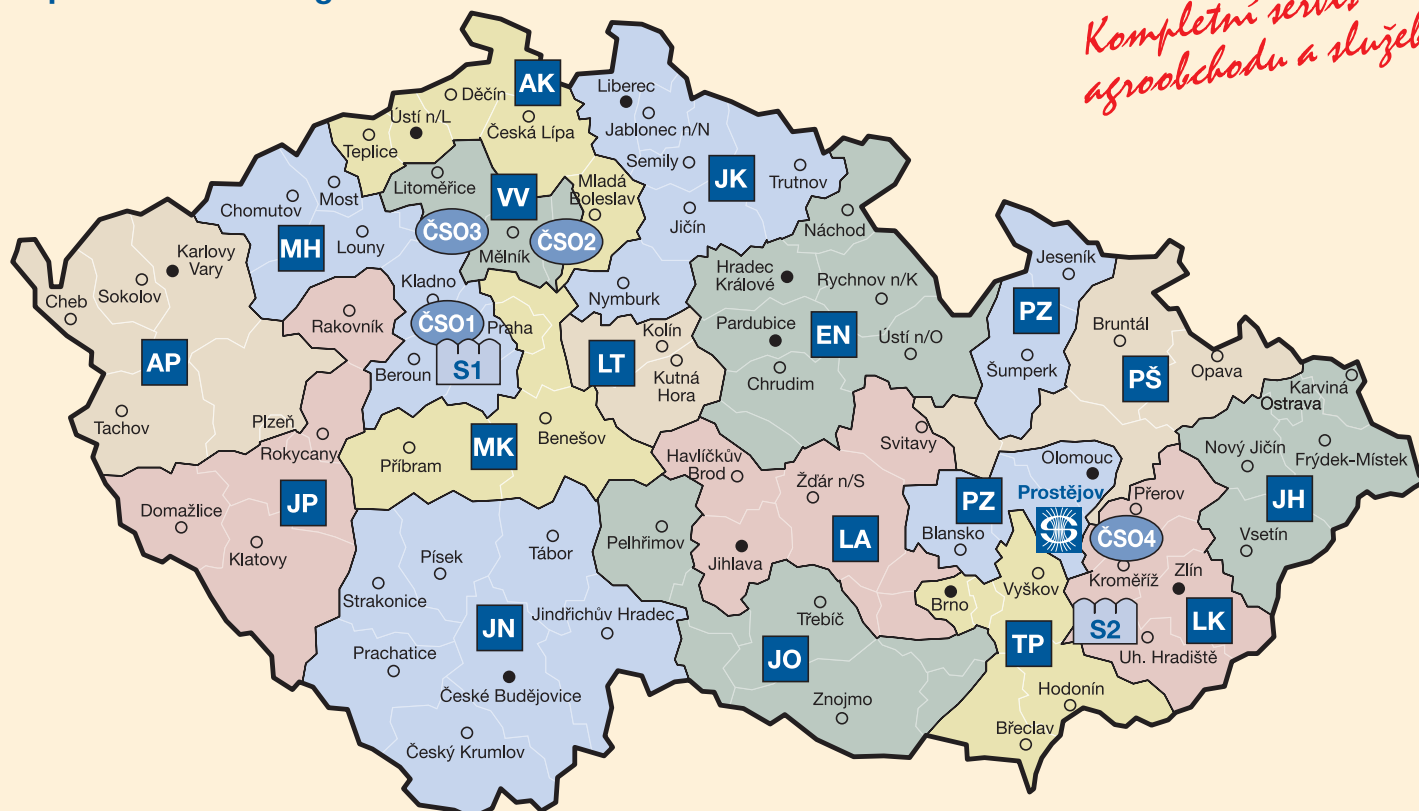 Kompletní servis
agroobchodu a služeb
AK
Děčín
Liberec
Ústí n/L
Česká Lípa
Jablonec n/N
Teplice
Semily
JK
Trutnov
Litoměřice
VV
Mladá
Boleslav
Most
Chomutov
Jičín
Náchod
ČSO3
ČSO2
MH
Louny
Mělník
Karlovy
Vary
Jeseník
Hradec
Králové
Rychnov n/K
Sokolov
Cheb
Kladno
Nymburk
PZ
Rakovník
ČSO1
Praha
Kolín
Pardubice
EN
Ústí n/O
Bruntál
AP
Beroun
S1
LT
Kutná
Hora
Chrudim
Šumperk
PŠ
Opava
Karviná
Ostrava
Tachov
Plzeň
Rokycany
Benešov
MK
Příbram
Svitavy
Havlíčkův
Brod
Olomouc
Nový Jičín
Frýdek-Místek
JP
Žďár n/S
PZ
Prostějov
Přerov
JH
Domažlice
Klatovy
Tábor
Pelhřimov
Jihlava
LA
Blansko
ČSO4
Vsetín
Písek
Kroměříž
Zlín
Strakonice
Vyškov
Brno
Jindřichův Hradec
Třebíč
JN
S2
LK
Prachatice
JO
TP
Uh. Hradiště
České Budějovice
Znojmo
Hodonín
Břeclav
Český Krumlov